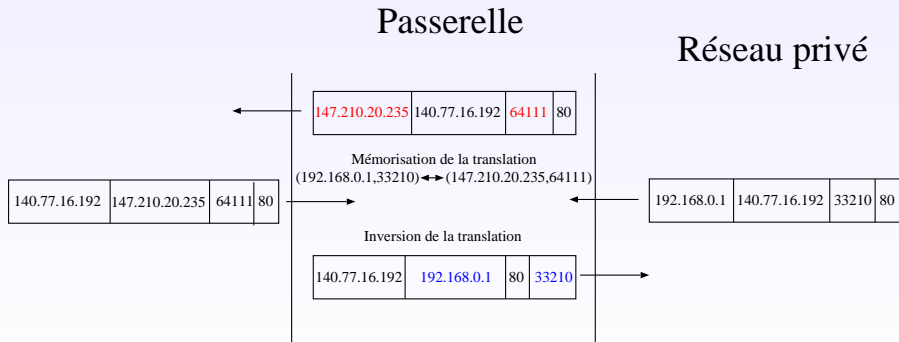 Passerelle
Réseau privé
147.210.20.235 140.77.16.192 64111 80
Mémorisation de la translation
(192.168.0.1,33210) (147.210.20.235,64111)
140.77.16.192 147.210.20.235 64111 80
192.168.0.1 140.77.16.192 33210 80
Inversion de la translation
140.77.16.192 192.168.0.1 80 33210